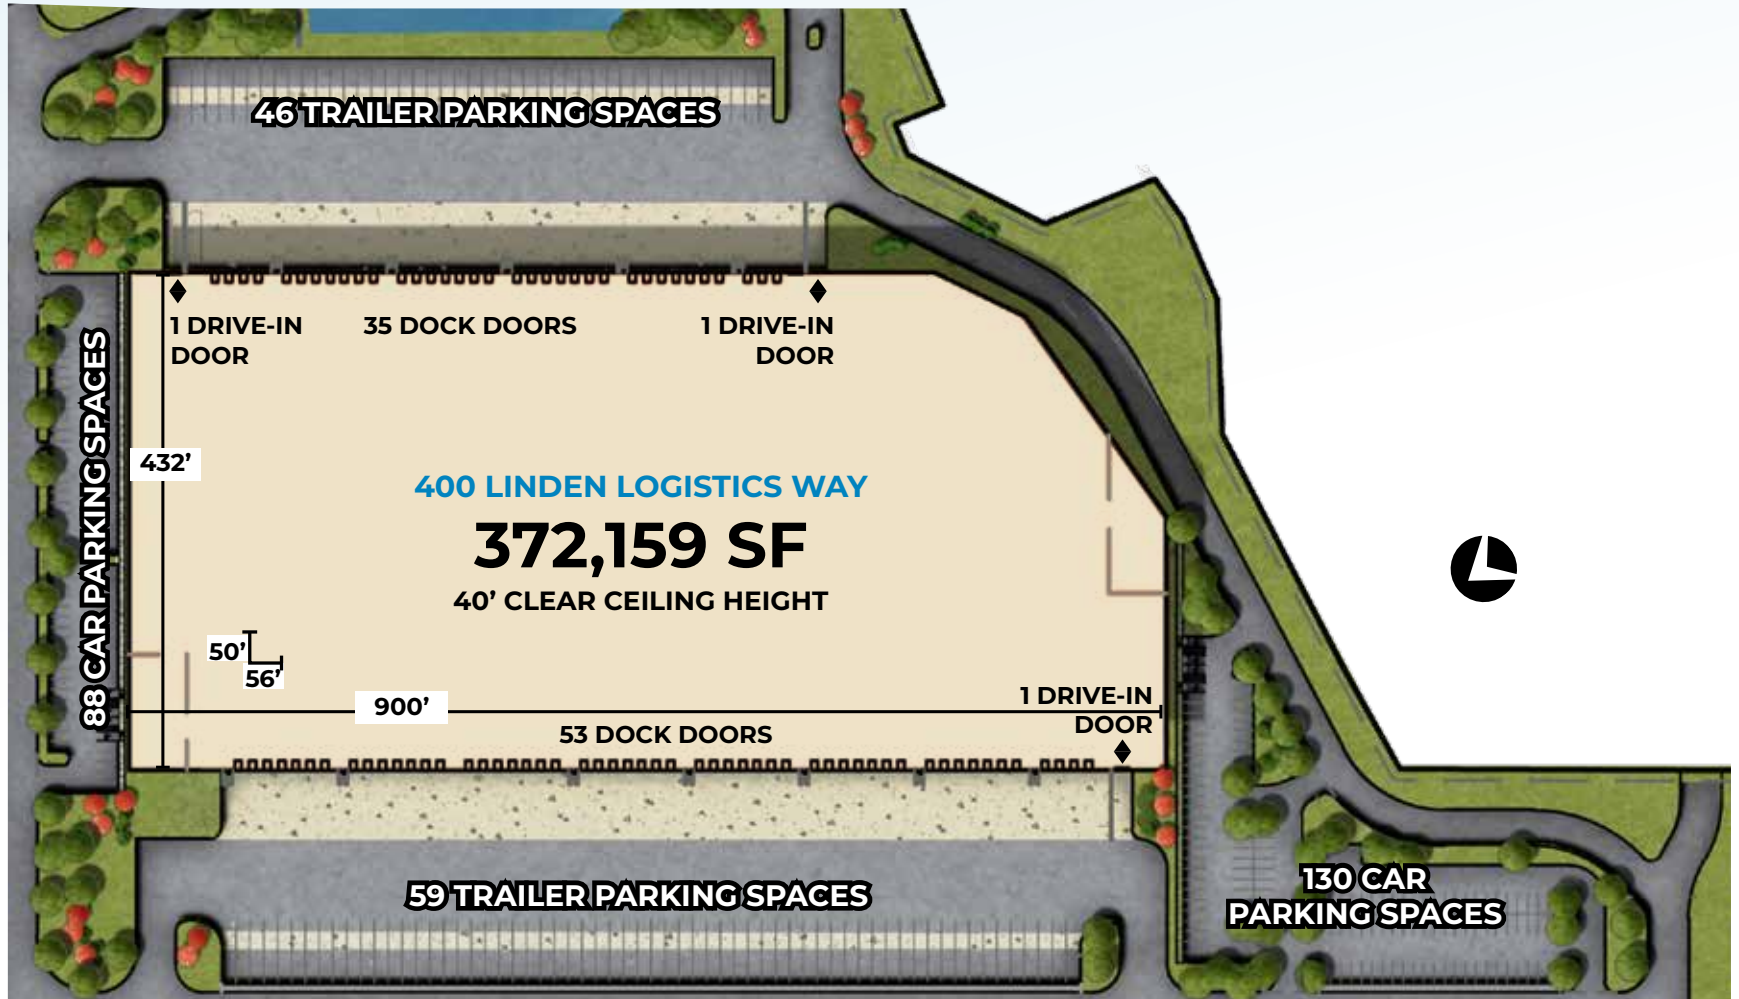 46 TRAILER PARKING SPACES
1 DRIVE-IN
DOOR
35 DOCK DOORS
1 DRIVE-IN
DOOR
88 CAR PARKING SPACES
432’
400 LINDEN LOGISTICS WAY
372,159 SF
40’ CLEAR CEILING HEIGHT
50’
56’
900’
1 DRIVE-IN
DOOR
53 DOCK DOORS
59 TRAILER PARKING SPACES
130 CAR
PARKING SPACES